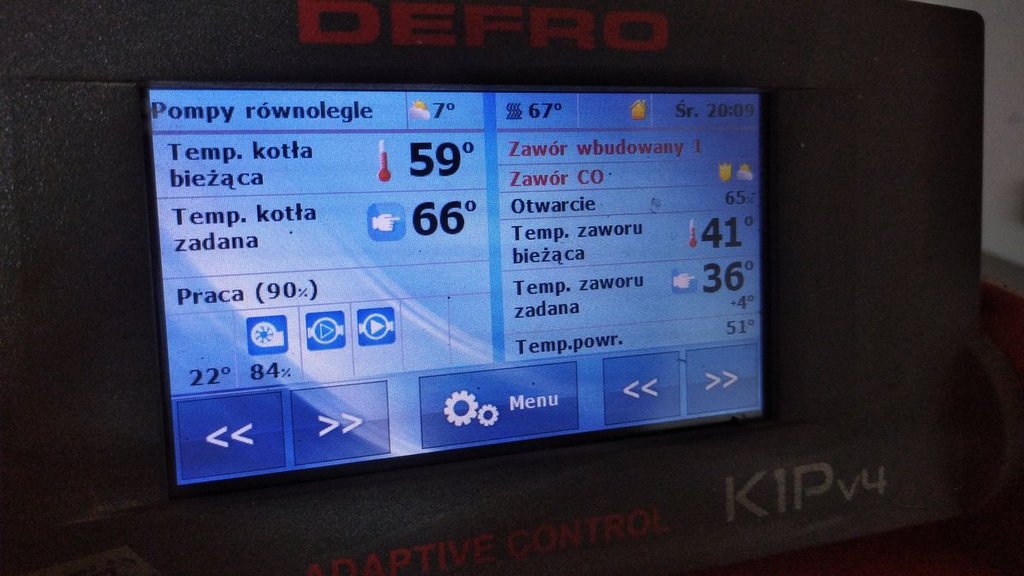 DEFRO
Pompy równolegle 7°
67° Śr. 20:09
Temp. kotła
bieżąca 59°
Temp. kotła
zadana 66°
Praca (90%)
22° 84%
Zawór wbudowany 1
Zawór CO
Otwarcie 65%
Temp. zaworu
bieżąca 41°
Temp. zaworu
zadana 36°
+4°
Temp.powr. 51°
<< >> Menu << >>
K1Pv4
ADAPTIVE CONTROL